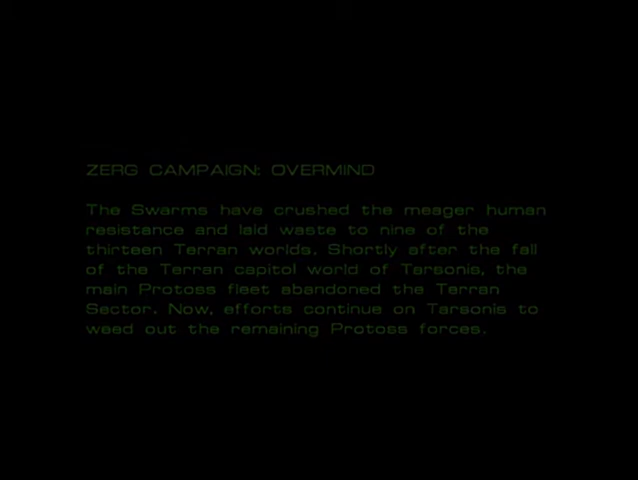 ZERG CAMPAIGN: OVERMIND
The Swarms have crushed the meager human
resistance and laid waste to nine of the
thirteen Terran worlds. Shortly after the fall
of the Terran capitol world of Tarsonis, the
main Protoss fleet abandoned the Terran
Sector. Now, efforts continue on Tarsonis to
weed out the remaining Protoss forces.